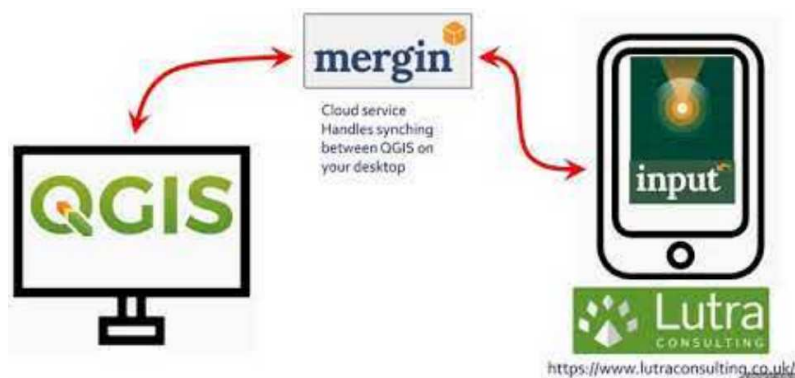 mergin
Cloud service
Handles synching
between QGIS on
your desktop
QGIS
input
Lutra
CONSULTING
https://www.lutraconsulting.co.uk/